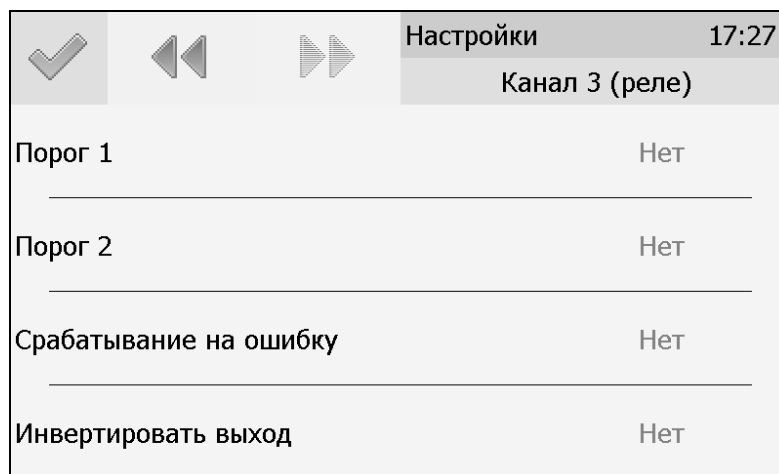 Настройки 17:27
Канал 3 (реле)
Порог 1 Нет
Порог 2 Нет
Срабатывание на ошибку Нет
Инвертировать выход Нет